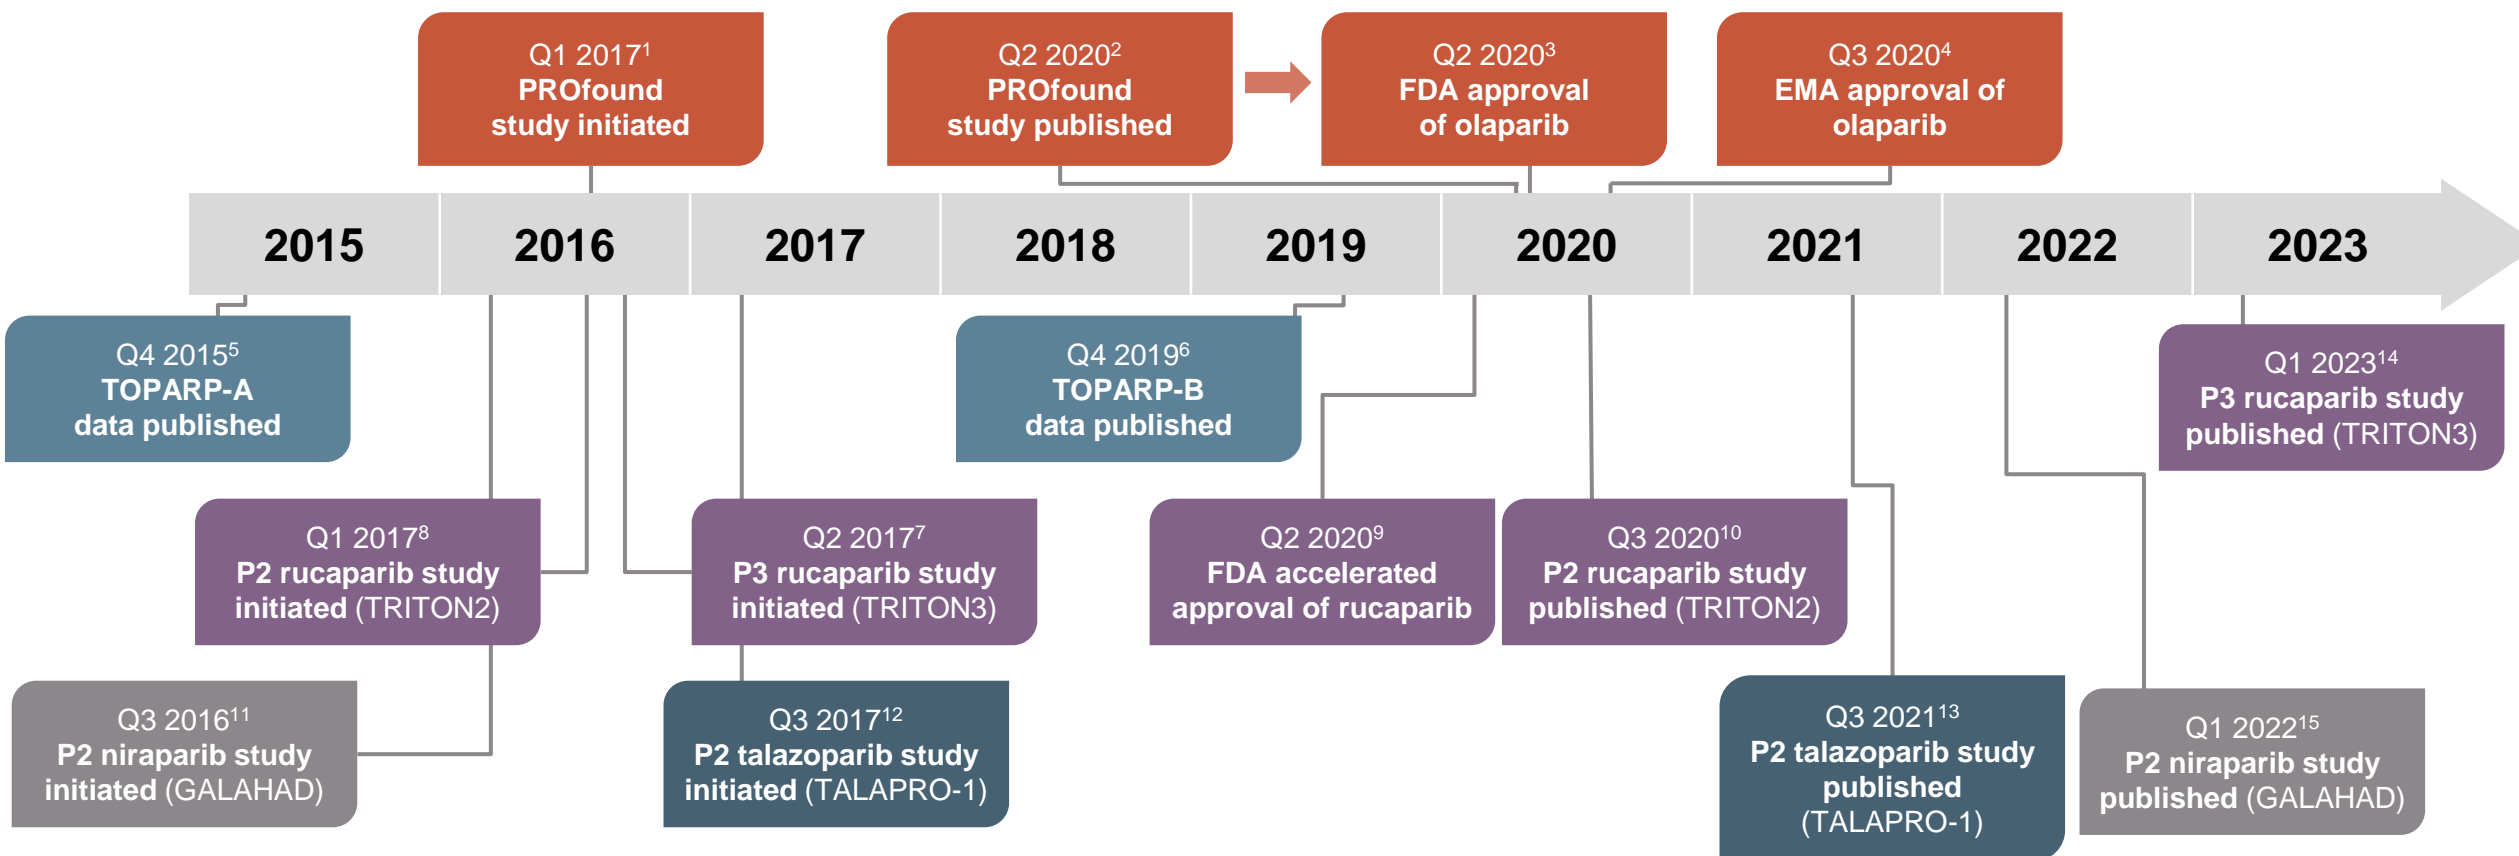 Q1 2017¹
PROfound
study initiated
Q2 2020²
PROfound
study published
Q2 2020³
FDA approval
of olaparib
Q3 2020⁴
EMA approval of
olaparib
2015
2016
2017
2018
2019
2020
2021
2022
2023
Q4 2015⁵
TOPARP-A
data published
Q4 2019⁶
TOPARP-B
data published
Q1 2023¹⁴
P3 rucaparib study
published (TRITON3)
Q1 2017⁸
P2 rucaparib study
initiated (TRITON2)
Q2 2017⁷
P3 rucaparib study
initiated (TRITON3)
Q2 2020⁹
FDA accelerated
approval of rucaparib
Q3 2020¹⁰
P2 rucaparib study
published (TRITON2)
Q3 2016¹¹
P2 niraparib study
initiated (GALAHAD)
Q3 2017¹²
P2 talazoparib study
initiated (TALAPRO-1)
Q3 2021¹³
P2 talazoparib study
published
(TALAPRO-1)
Q1 2022¹⁵
P2 niraparib study
published (GALAHAD)